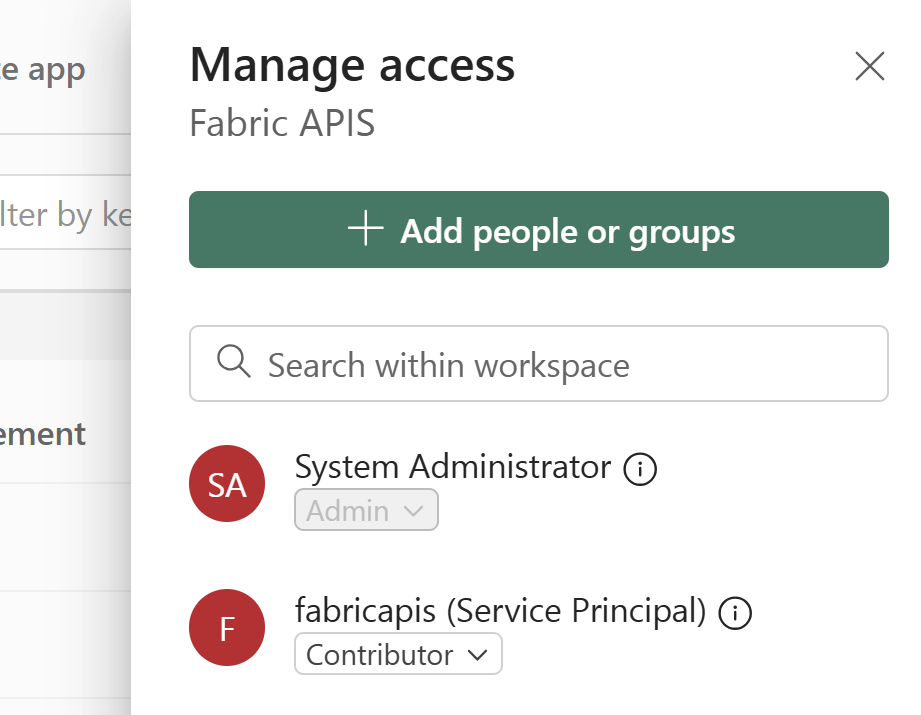 Manage access
Fabric APIS
Add people or groups
Search within workspace
SA
System Administrator
Admin
F
fabricapis (Service Principal)
Contributor
e app
lter by ke
ement